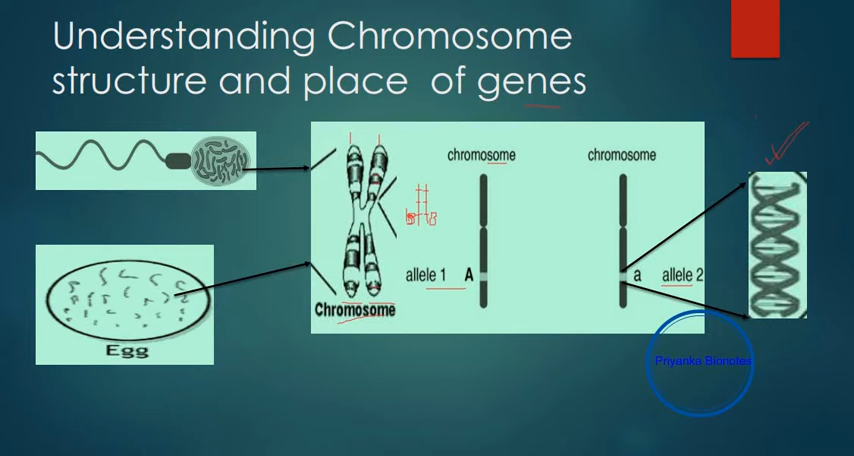 Understanding Chromosome
structure and place of genes
chromosome
chromosome
allele 1 A
a allele 2
Chromosome
Egg
Priyanka Bionotes